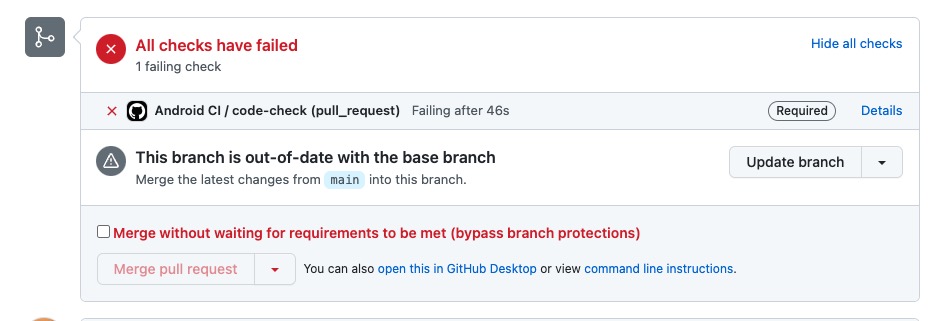 All checks have failed
Hide all checks
1 failing check
Android CI / code-check (pull_request) Failing after 46s Required Details
This branch is out-of-date with the base branch
Update branch
Merge the latest changes from main into this branch.
Merge without waiting for requirements to be met (bypass branch protections)
Merge pull request You can also open this in GitHub Desktop or view command line instructions.